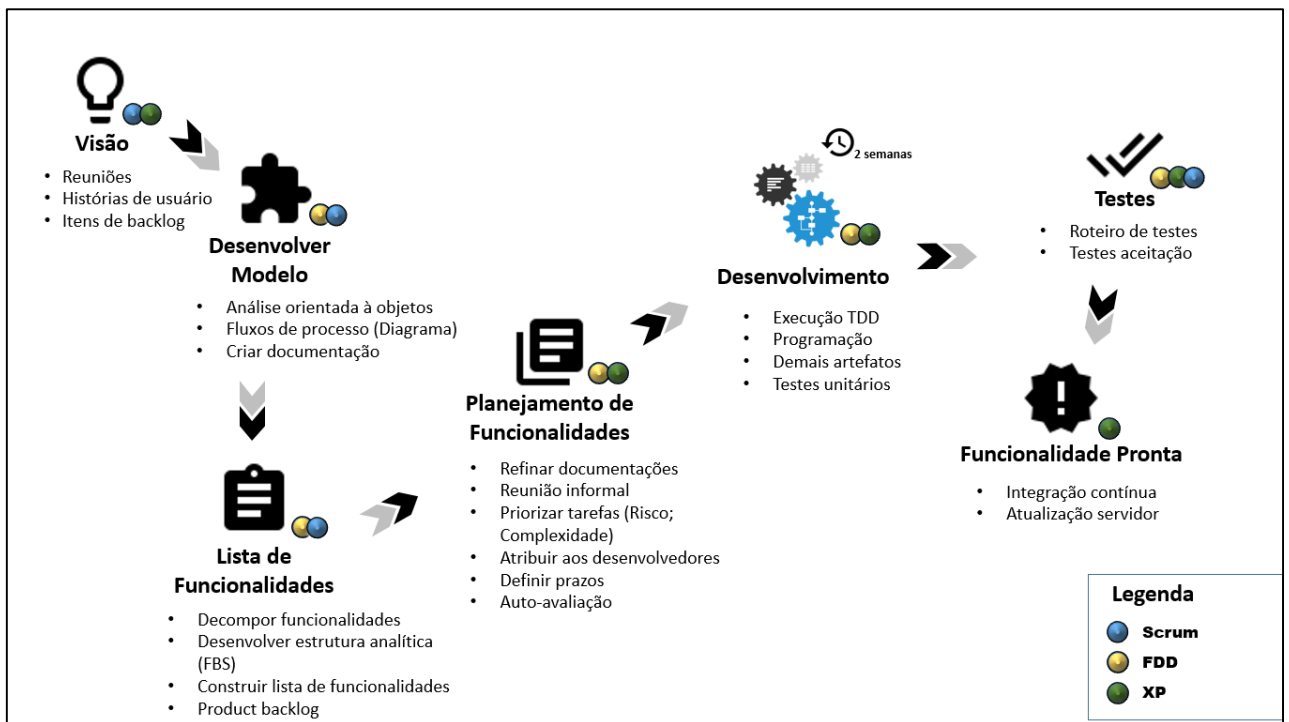 Visão
• Reuniões
• Histórias de usuário
• Itens de backlog
Desenvolver
Modelo
• Análise orientada à objetos
• Fluxos de processo (Diagrama)
• Criar documentação
Lista de
Funcionalidades
• Decompor funcionalidades
• Desenvolver estrutura analítica
(FBS)
• Construir lista de funcionalidades
• Product backlog
Planejamento de
Funcionalidades
• Refinar documentações
• Reunião informal
• Priorizar tarefas (Risco;
Complexidade)
• Atribuir aos desenvolvedores
• Definir prazos
• Auto-avaliação
2 semanas
Desenvolvimento
• Execução TDD
• Programação
• Demais artefatos
• Testes unitários
Testes
• Roteiro de testes
• Testes aceitação
Funcionalidade Pronta
• Integração contínua
• Atualização servidor
Legenda
Scrum
FDD
XP